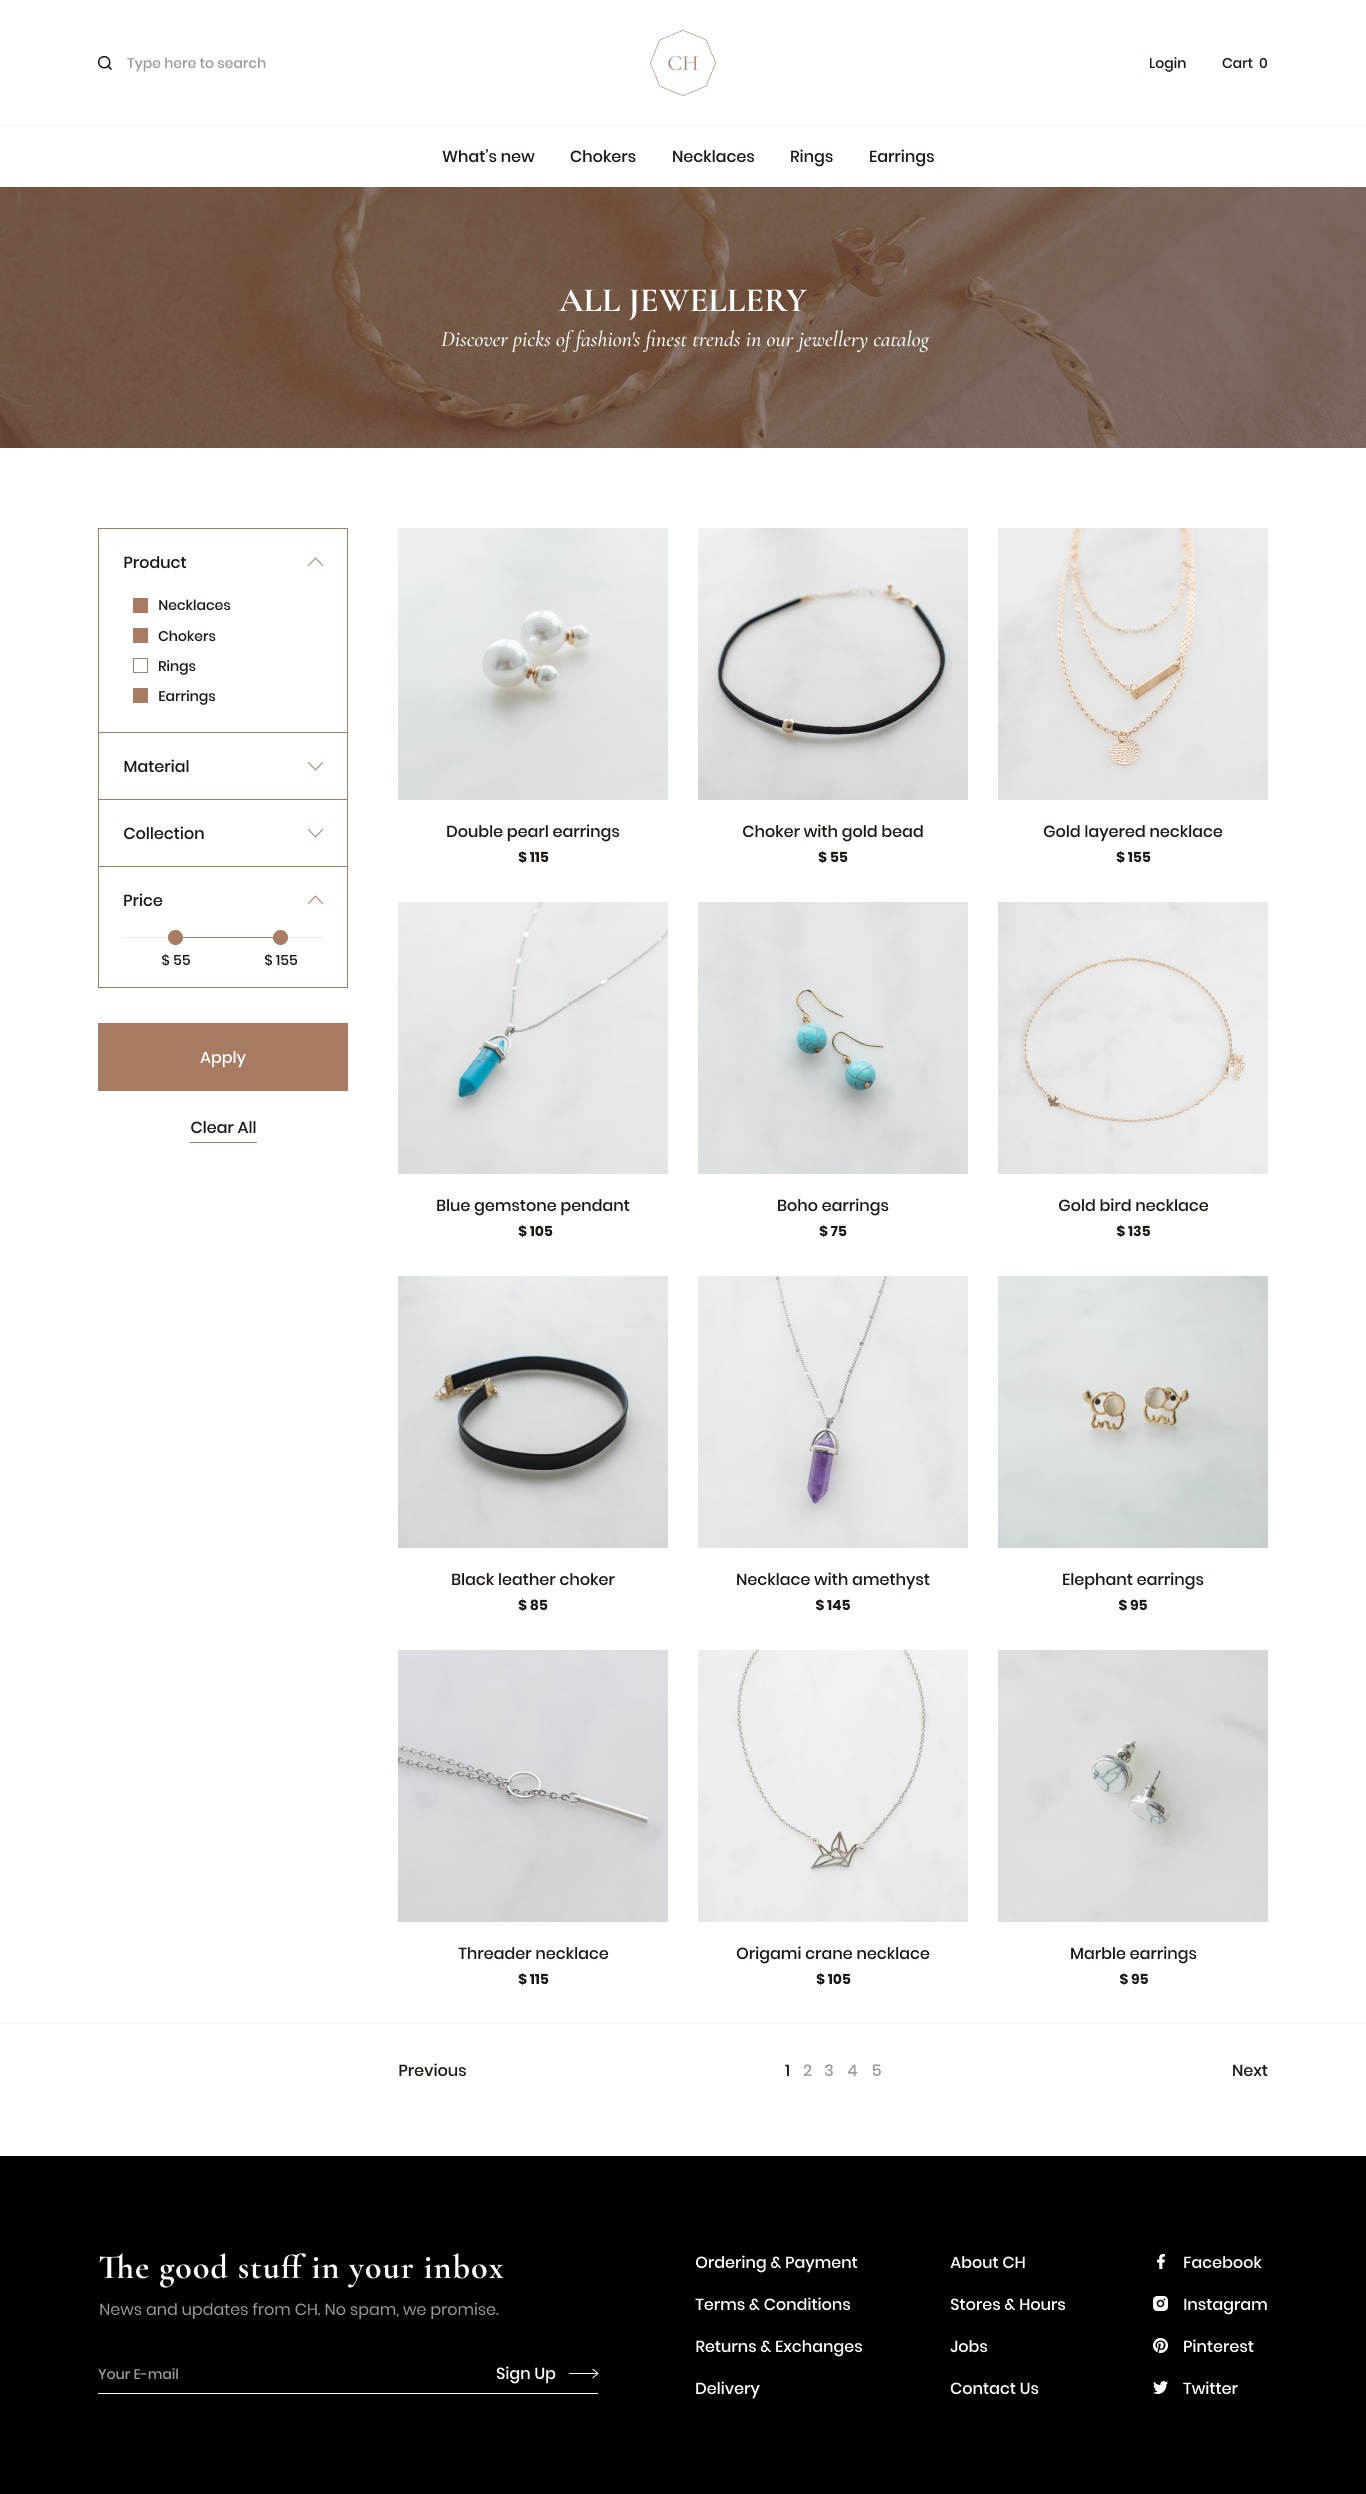 Type here to search
CH
Login
Cart 0
What's new
Chokers
Necklaces
Rings
Earrings
ALL JEWELLERY
Discover picks of fashion's finest trends in our jewellery catalog
Product
Necklaces
Chokers
Rings
Earrings
Material
Collection
Price
$ 55
$ 155
Apply
Clear All
Double pearl earrings
$ 115
Choker with gold bead
$ 55
Gold layered necklace
$ 155
Blue gemstone pendant
$ 105
Boho earrings
$ 75
Gold bird necklace
$ 135
Black leather choker
$ 85
Necklace with amethyst
$ 145
Elephant earrings
$ 95
Threader necklace
$ 115
Origami crane necklace
$ 105
Marble earrings
$ 95
Previous
1 2 3 4 5
Next
The good stuff in your inbox
News and updates from CH. No spam, we promise.
Your E-mail
Sign Up
Ordering & Payment
Terms & Conditions
Returns & Exchanges
Delivery
About CH
Stores & Hours
Jobs
Contact Us
Facebook
Instagram
Pinterest
Twitter